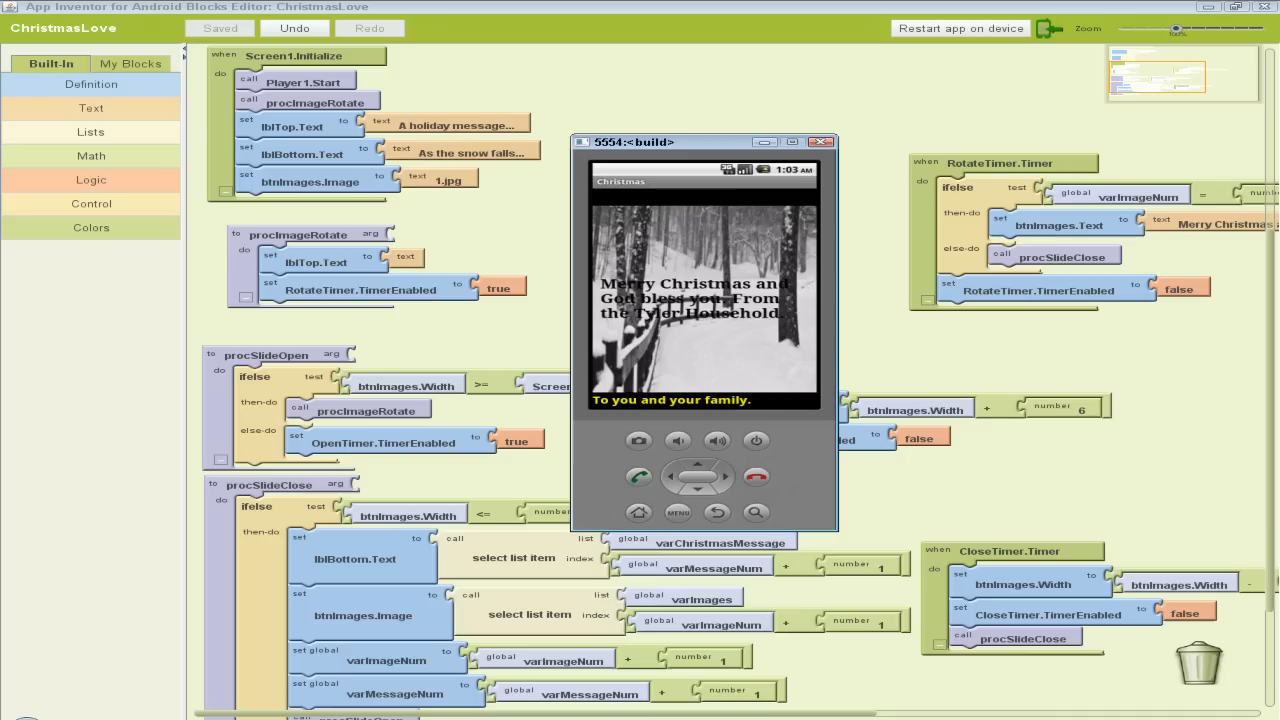 App Inventor for Android Blocks Editor: ChristmasLove
ChristmasLove
Saved
Undo
Redo
Restart app on device
Zoom
100%
Built-In
My Blocks
Definition
Text
Lists
Math
Logic
Control
Colors
when Screen1.Initialize
do
call Player1.Start
call procImageRotate
set lblTop.Text to text A holiday message...
set lblBottom.Text to text As the snow falls...
set btnImages.Image to text 1.jpg
to procImageRotate arg
do
set lblTop.Text to text
set RotateTimer.TimerEnabled to true
to procSlideOpen arg
do
ifelse test btnImages.Width >= Screen
then-do call procImageRotate
else-do set OpenTimer.TimerEnabled to true
to procSlideClose arg
do
ifelse test btnImages.Width <= number
then-do
set lblBottom.Text to call select list item list global varChristmasMessage
index global varMessageNum + number 1
set btnImages.Image to call select list item list global varImages
index global varImageNum + number 1
set global varImageNum to global varImageNum + number 1
set global varMessageNum to global varMessageNum + number 1
5554:<build>
1:03 AM
Christmas
Merry Christmas and
God bless you. From
the Tyler Household.
To you and your family.
MENU
when RotateTimer.Timer
do
ifelse test global varImageNum =
then-do set btnImages.Text to text Merry Christmas
else-do call procSlideClose
set RotateTimer.TimerEnabled to false
btnImages.Width + number 6
to false
when CloseTimer.Timer
do
set btnImages.Width to btnImages.Width -
set CloseTimer.TimerEnabled to false
call procSlideClose